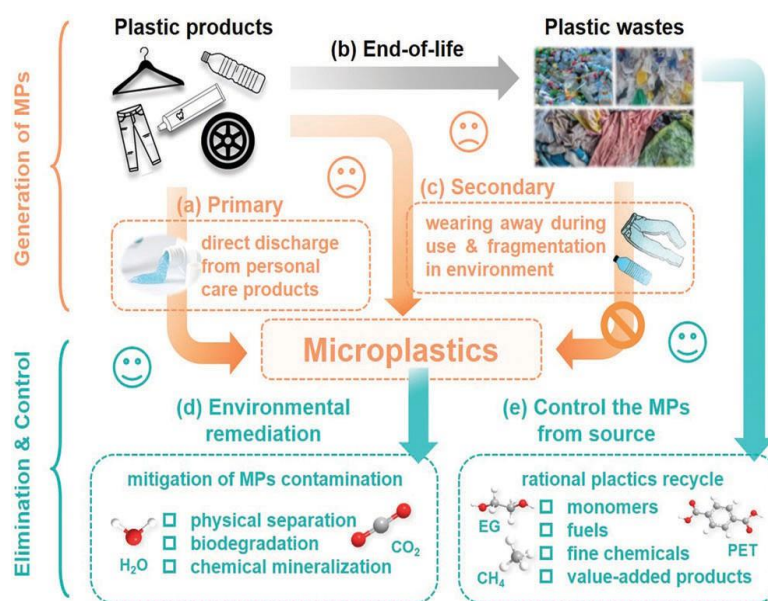 Plastic products
(b) End-of-life
Plastic wastes
Generation of MPs
(a) Primary
direct discharge
from personal
care products
(c) Secondary
wearing away during
use & fragmentation
in environment
Microplastics
Elimination & Control
(d) Environmental
remediation
mitigation of MPs contamination
physical separation
biodegradation
chemical mineralization
H2O
CO2
(e) Control the MPs
from source
rational plactics recycle
monomers
fuels
fine chemicals
value-added products
EG
CH4
PET